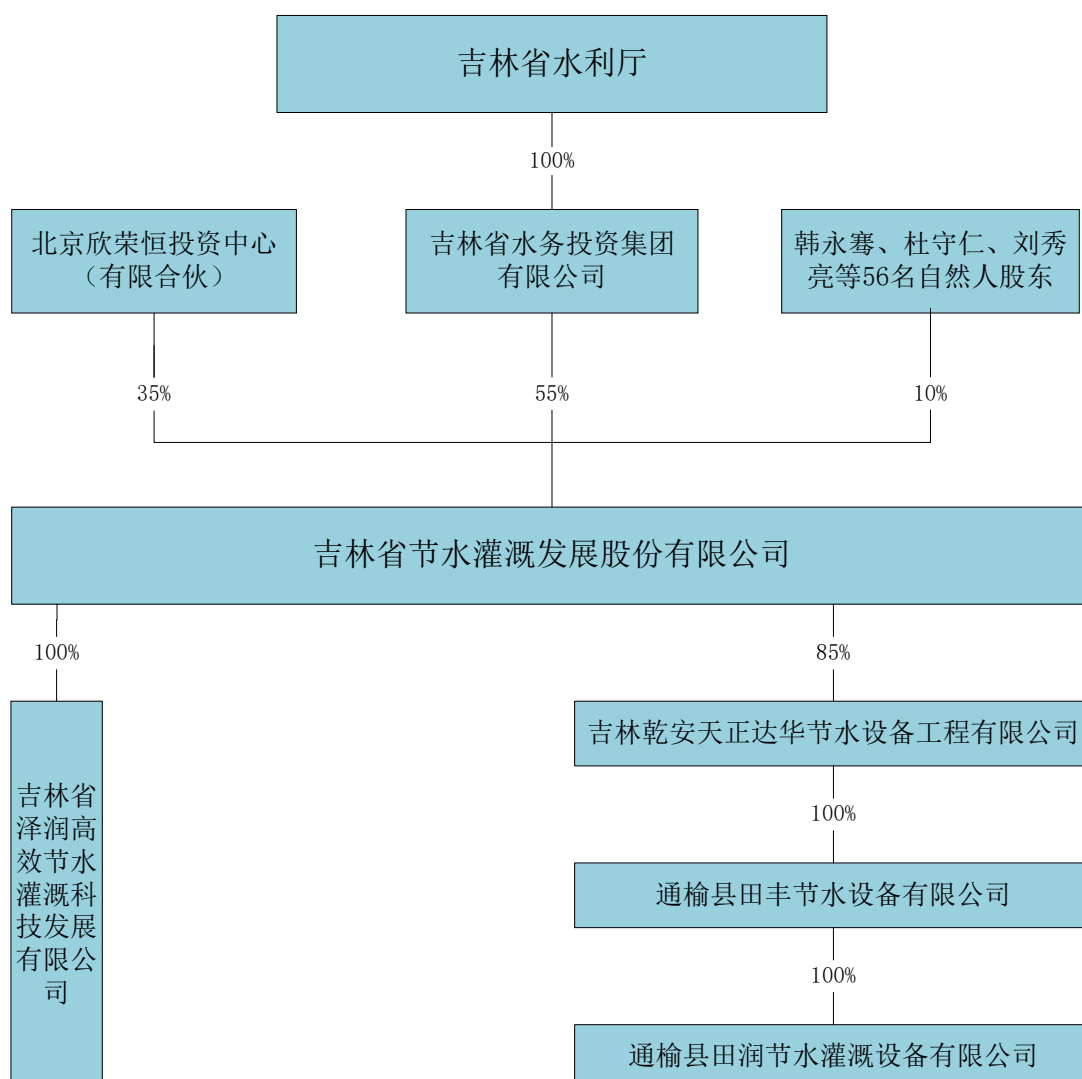 吉林省水利厅
100%
北京欣荣恒投资中心
（有限合伙）
吉林省水务投资集团
有限公司
韩永骞、杜守仁、刘秀
亮等56名自然人股东
35%
55%
10%
吉林省节水灌溉发展股份有限公司
100%
85%
吉林省
泽润高
效节水
灌溉科
技发展
有限公
司
吉林乾安天正达华节水设备工程有限公司
100%
通榆县田丰节水设备有限公司
100%
通榆县田润节水灌溉设备有限公司